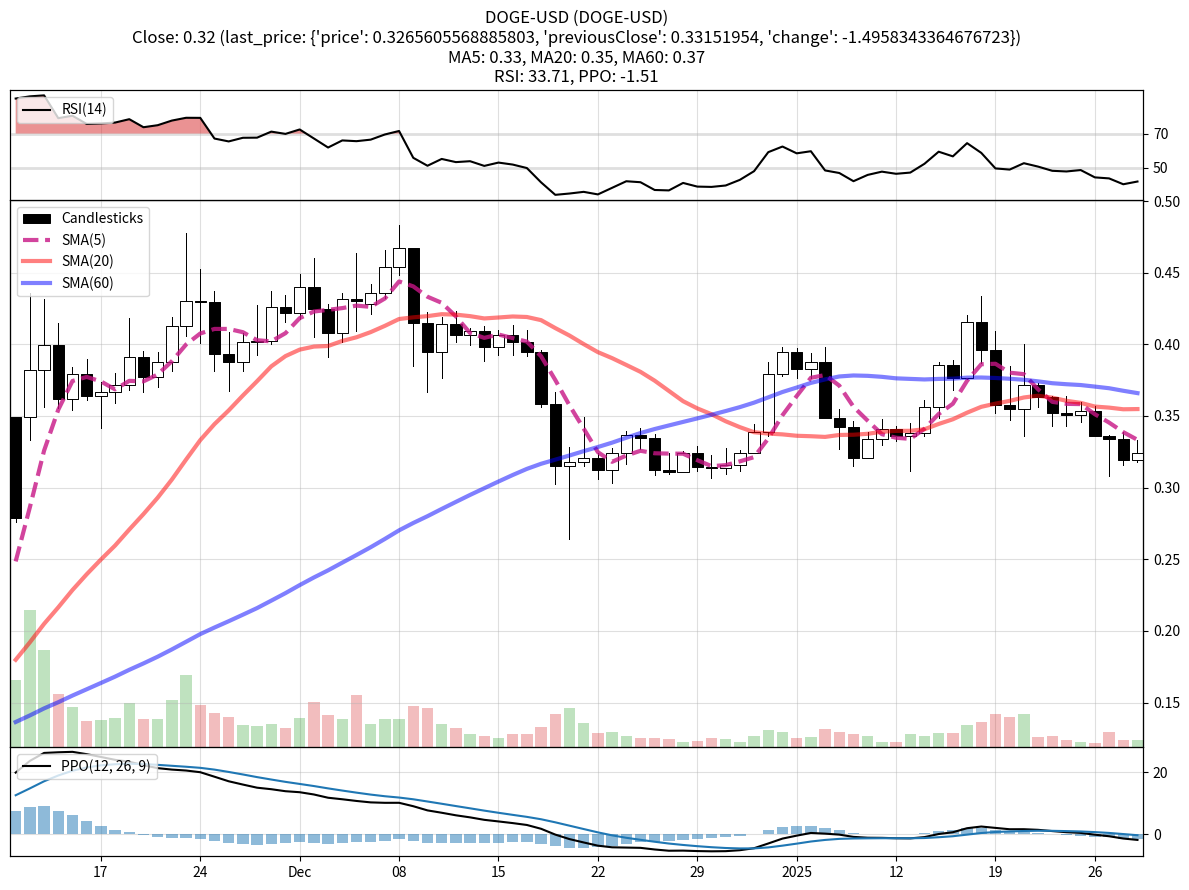 DOGE-USD (DOGE-USD)
Close: 0.32 (last_price: {'price': 0.3265605568885803, 'previousClose': 0.33151954, 'change': -1.4958343364676723})
MA5: 0.33, MA20: 0.35, MA60: 0.37
RSI: 33.71, PPO: -1.51
RSI(14)
70
50
0.50
Candlesticks
SMA(5)
SMA(20)
SMA(60)
0.45
0.40
0.35
0.30
0.25
0.20
0.15
PPO(12, 26, 9)
20
0
17 24 Dec 08 15 22 29 2025 12 19 26